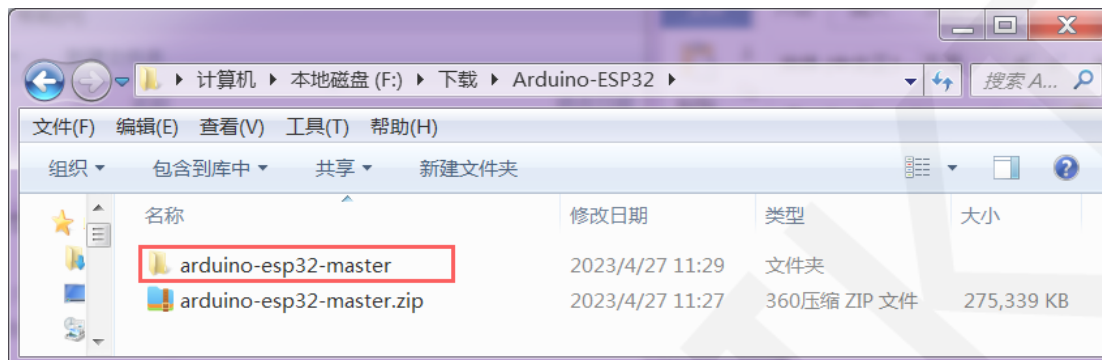 计算机 本地磁盘 (F:) 下载 Arduino-ESP32 搜索 A...
文件(F) 编辑(E) 查看(V) 工具(T) 帮助(H)
组织 包含到库中 共享 新建文件夹
名称 修改日期 类型 大小
arduino-esp32-master 2023/4/27 11:29 文件夹
arduino-esp32-master.zip 2023/4/27 11:27 360压缩 ZIP 文件 275,339 KB